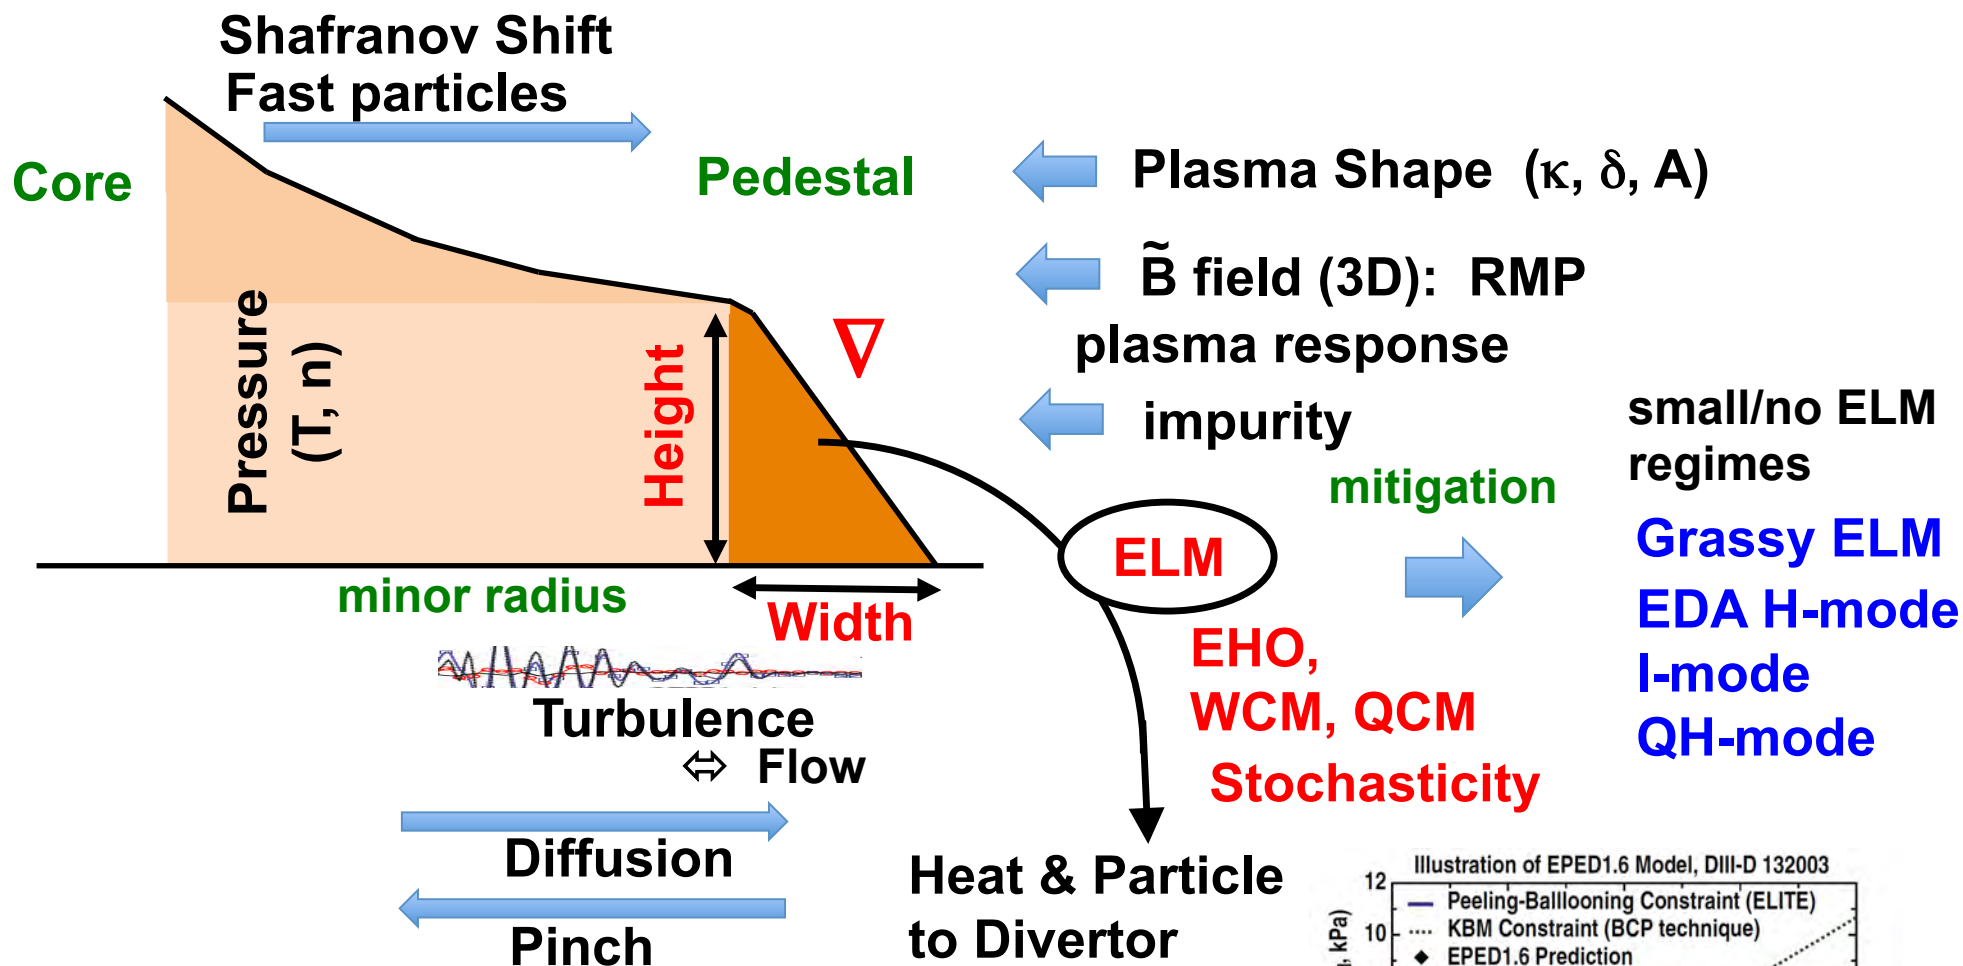 Shafranov Shift
Fast particles
Core
Pedestal
Plasma Shape (κ, δ, A)
B̃ field (3D): RMP
plasma response
impurity
Pressure
(T, n)
Height
∇
small/no ELM
regimes
mitigation
Grassy ELM
EDA H-mode
I-mode
QH-mode
ELM
minor radius
Width
EHO,
WCM, QCM
Stochasticity
Turbulence
⇔ Flow
Diffusion
Pinch
Heat & Particle
to Divertor
Illustration of EPED1.6 Model, DIII-D 132003
12
Peeling-Balllooning Constraint (ELITE)
KBM Constraint (BCP technique)
10
EPED1.6 Prediction
kPa)